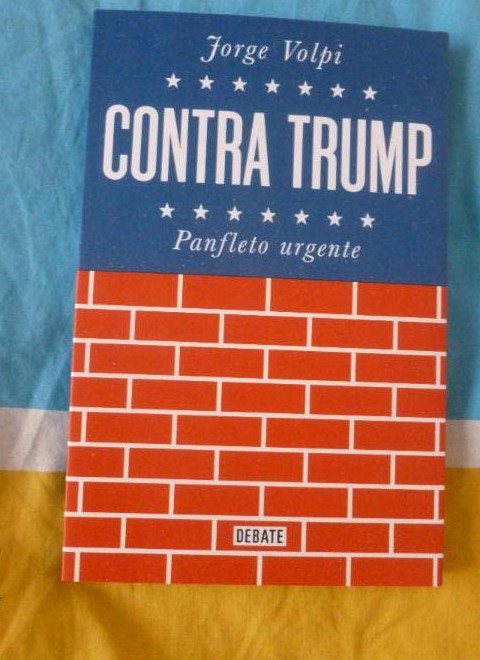 Jorge Volpi
CONTRA TRUMP
Panfleto urgente
DEBATE